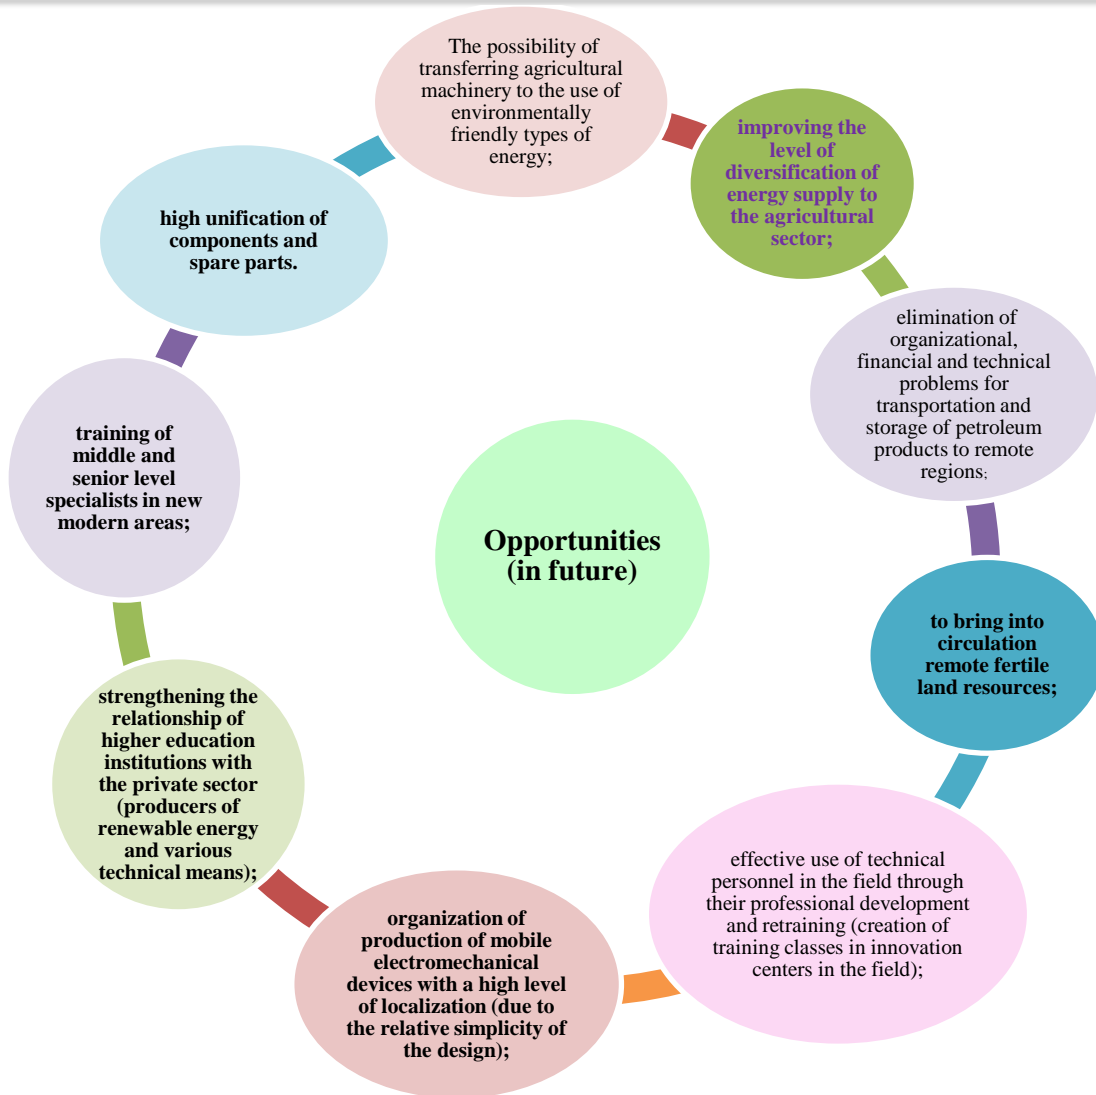 The possibility of
transferring agricultural
machinery to the use of
environmentally
friendly types of
energy;
improving the
level of
diversification of
energy supply to
the agricultural
sector;
elimination of
organizational,
financial and technical
problems for
transportation and
storage of petroleum
products to remote
regions;
to bring into
circulation
remote fertile
land resources;
effective use of technical
personnel in the field through
their professional development
and retraining (creation of
training classes in innovation
centers in the field);
organization of
production of mobile
electromechanical
devices with a high level
of localization (due to
the relative simplicity of
the design);
strengthening the
relationship of
higher education
institutions with
the private sector
(producers of
renewable energy
and various
technical means);
training of
middle and
senior level
specialists in new
modern areas;
high unification of
components and
spare parts.
Opportunities
(in future)